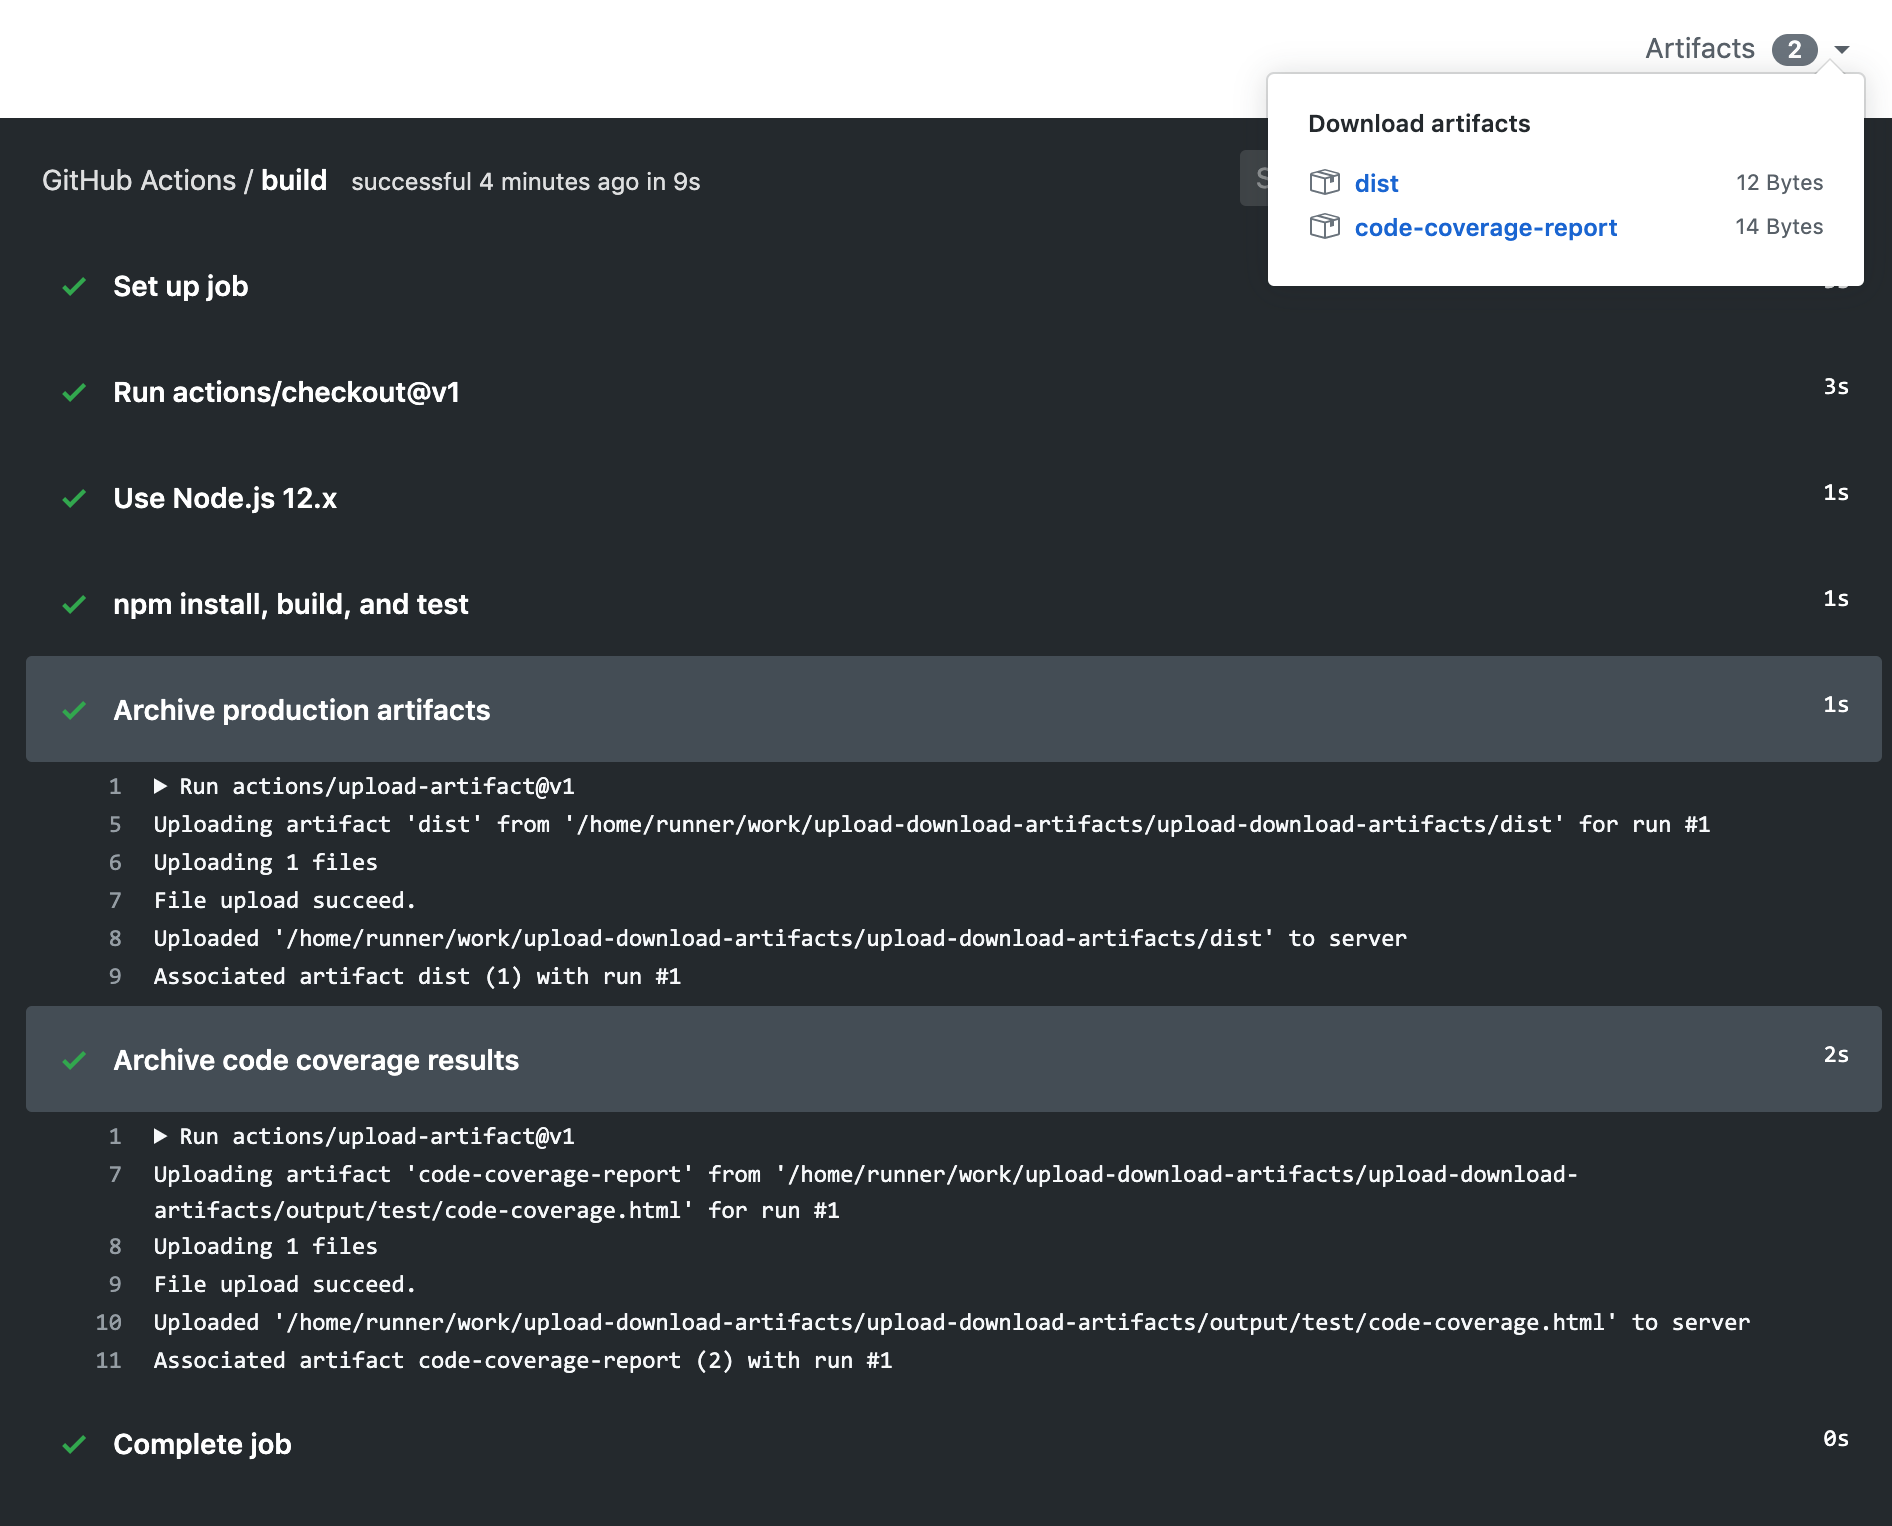 Artifacts 2
Download artifacts
dist 12 Bytes
code-coverage-report 14 Bytes
GitHub Actions / build successful 4 minutes ago in 9s
Set up job
Run actions/checkout@v1 3s
Use Node.js 12.x 1s
npm install, build, and test 1s
Archive production artifacts 1s
1 Run actions/upload-artifact@v1
5 Uploading artifact 'dist' from '/home/runner/work/upload-download-artifacts/upload-download-artifacts/dist' for run #1
6 Uploading 1 files
7 File upload succeed.
8 Uploaded '/home/runner/work/upload-download-artifacts/upload-download-artifacts/dist' to server
9 Associated artifact dist (1) with run #1
Archive code coverage results 2s
1 Run actions/upload-artifact@v1
7 Uploading artifact 'code-coverage-report' from '/home/runner/work/upload-download-artifacts/upload-download-
artifacts/output/test/code-coverage.html' for run #1
8 Uploading 1 files
9 File upload succeed.
10 Uploaded '/home/runner/work/upload-download-artifacts/upload-download-artifacts/output/test/code-coverage.html' to server
11 Associated artifact code-coverage-report (2) with run #1
Complete job 0s